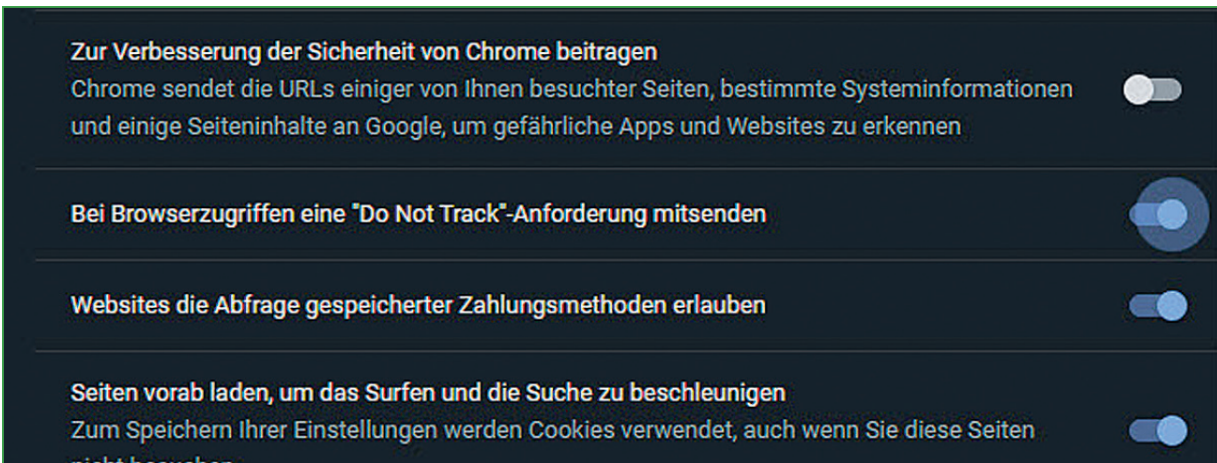 Zur Verbesserung der Sicherheit von Chrome beitragen
Chrome sendet die URLs einiger von Ihnen besuchter Seiten, bestimmte Systeminformationen
und einige Seiteninhalte an Google, um gefährliche Apps und Websites zu erkennen
Bei Browserzugriffen eine "Do Not Track"-Anforderung mitsenden
Websites die Abfrage gespeicherter Zahlungsmethoden erlauben
Seiten vorab laden, um das Surfen und die Suche zu beschleunigen
Zum Speichern Ihrer Einstellungen werden Cookies verwendet, auch wenn Sie diese Seiten